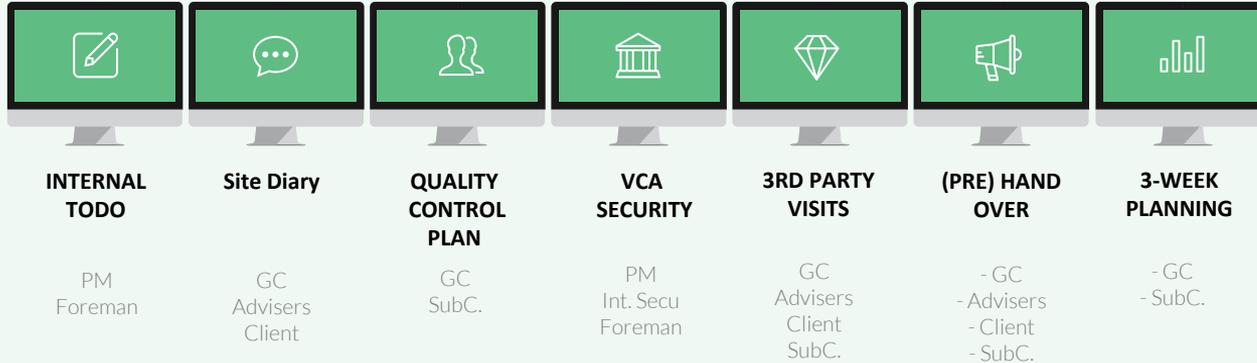 INTERNAL
TODO
PM
Foreman
Site Diary
GC
Advisers
Client
QUALITY
CONTROL
PLAN
GC
SubC.
VCA
SECURITY
PM
Int. Secu
Foreman
3RD PARTY
VISITS
GC
Advisers
Client
SubC.
(PRE) HAND
OVER
- GC
- Advisers
- Client
- SubC.
3-WEEK
PLANNING
- GC
- SubC.